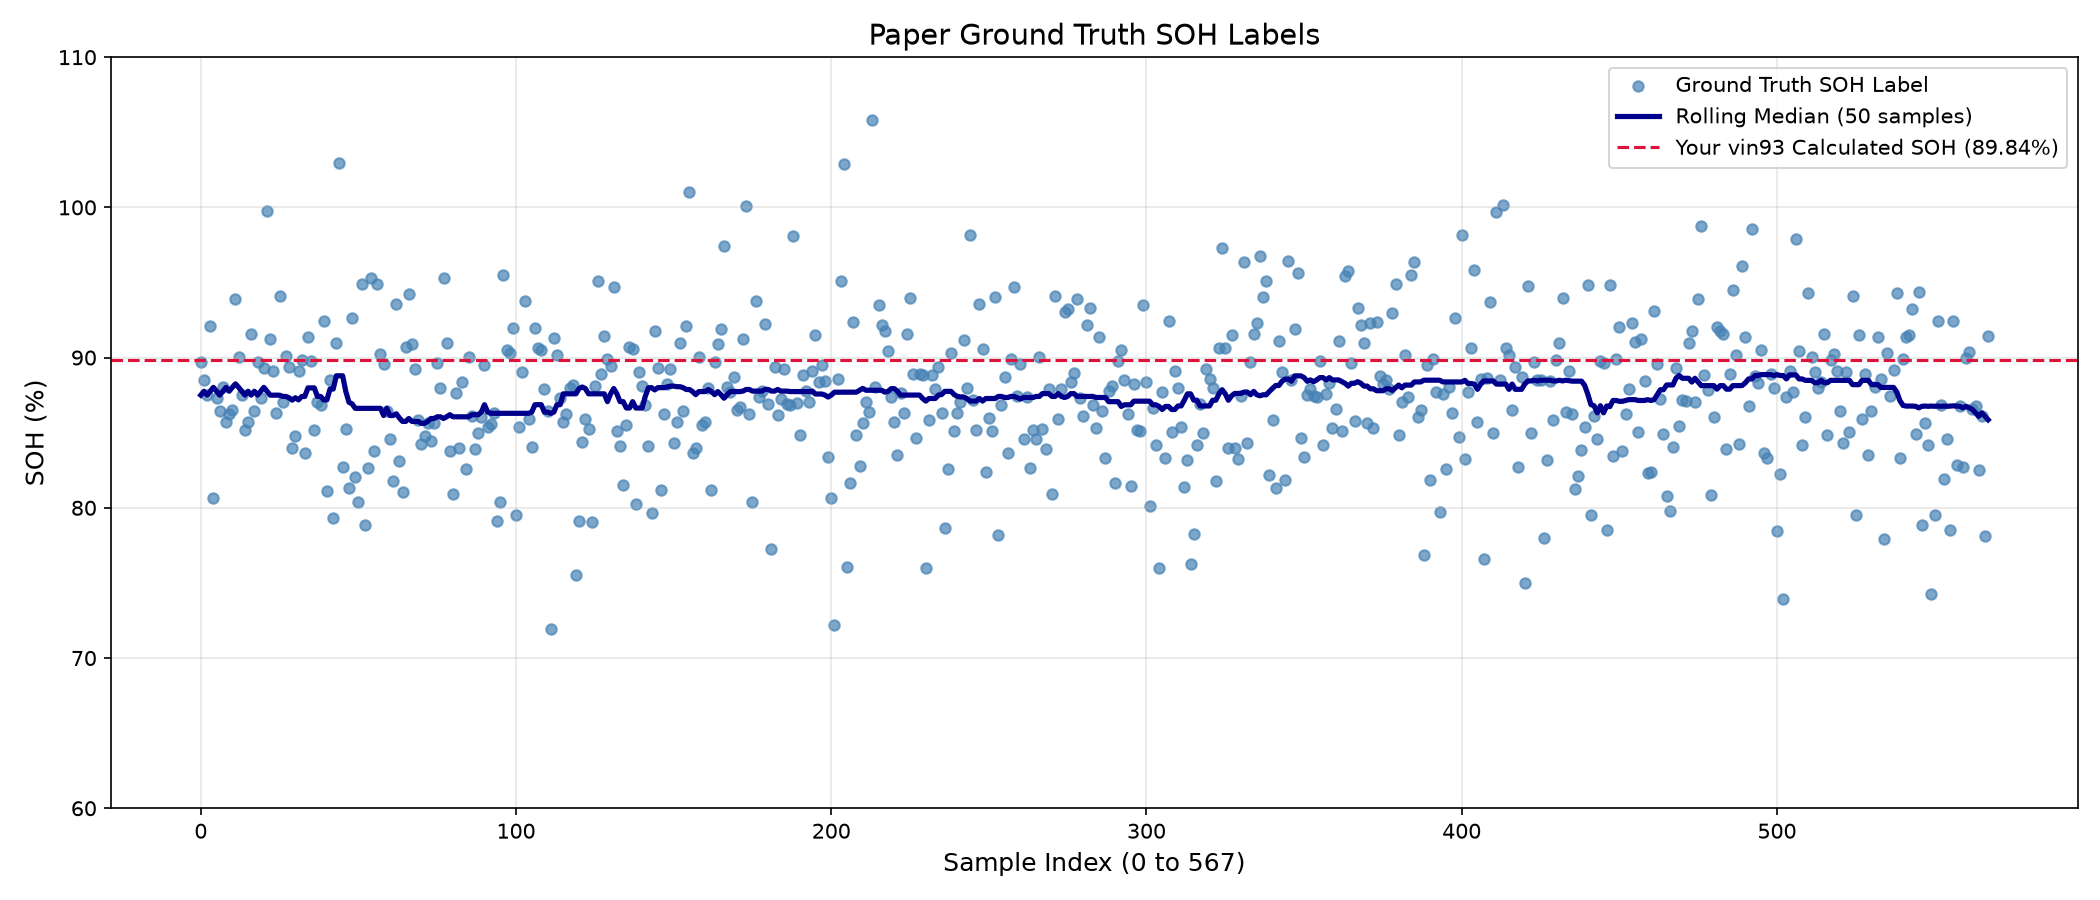 Paper Ground Truth SOH Labels
110
100
90
80
70
60
SOH (%)
Ground Truth SOH Label
Rolling Median (50 samples)
Your vin93 Calculated SOH (89.84%)
0 100 200 300 400 500
Sample Index (0 to 567)